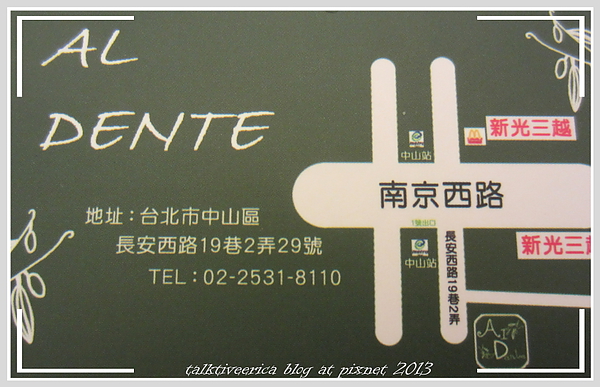 AL
DENTE
地址：台北市中山區
長安西路19巷2弄29號
TEL：02-2531-8110
中山站
新光三越
南京西路
1號出口
中山站
新光三
長安西路19巷2弄
talktiveerica blog at pixnet 2013